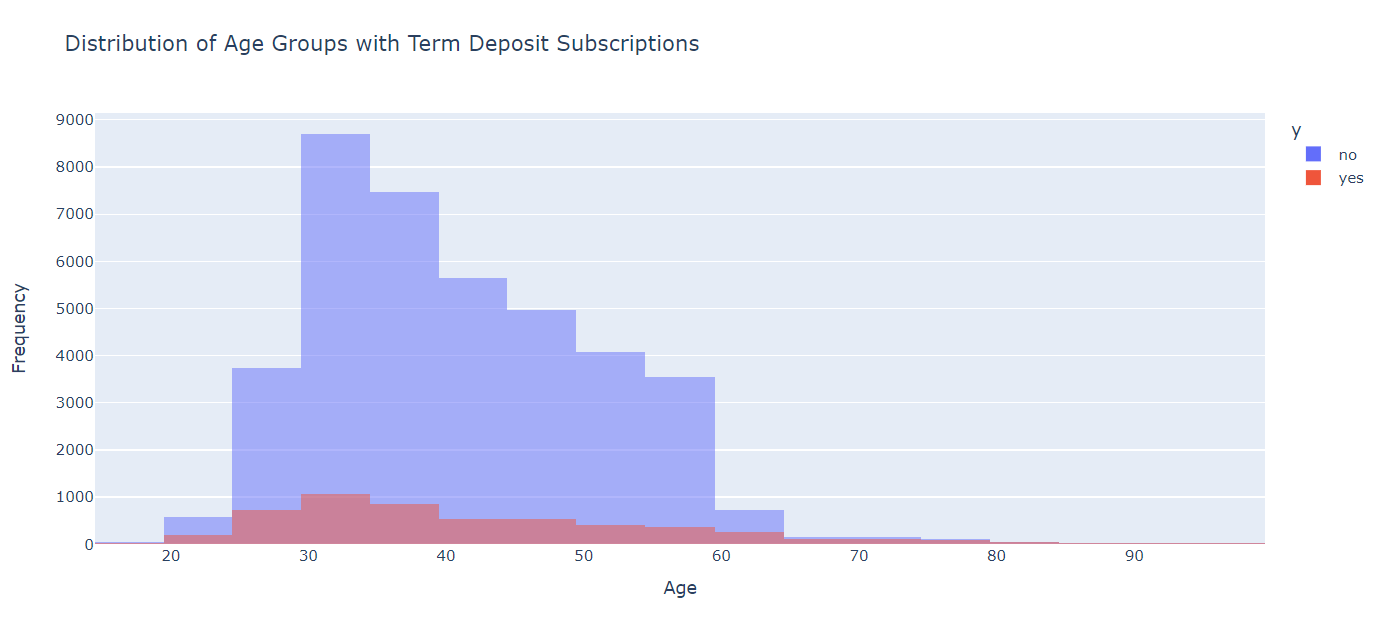 Distribution of Age Groups with Term Deposit Subscriptions
y
no
yes
Frequency
9000
8000
7000
6000
5000
4000
3000
2000
1000
0
20 30 40 50 60 70 80 90
Age